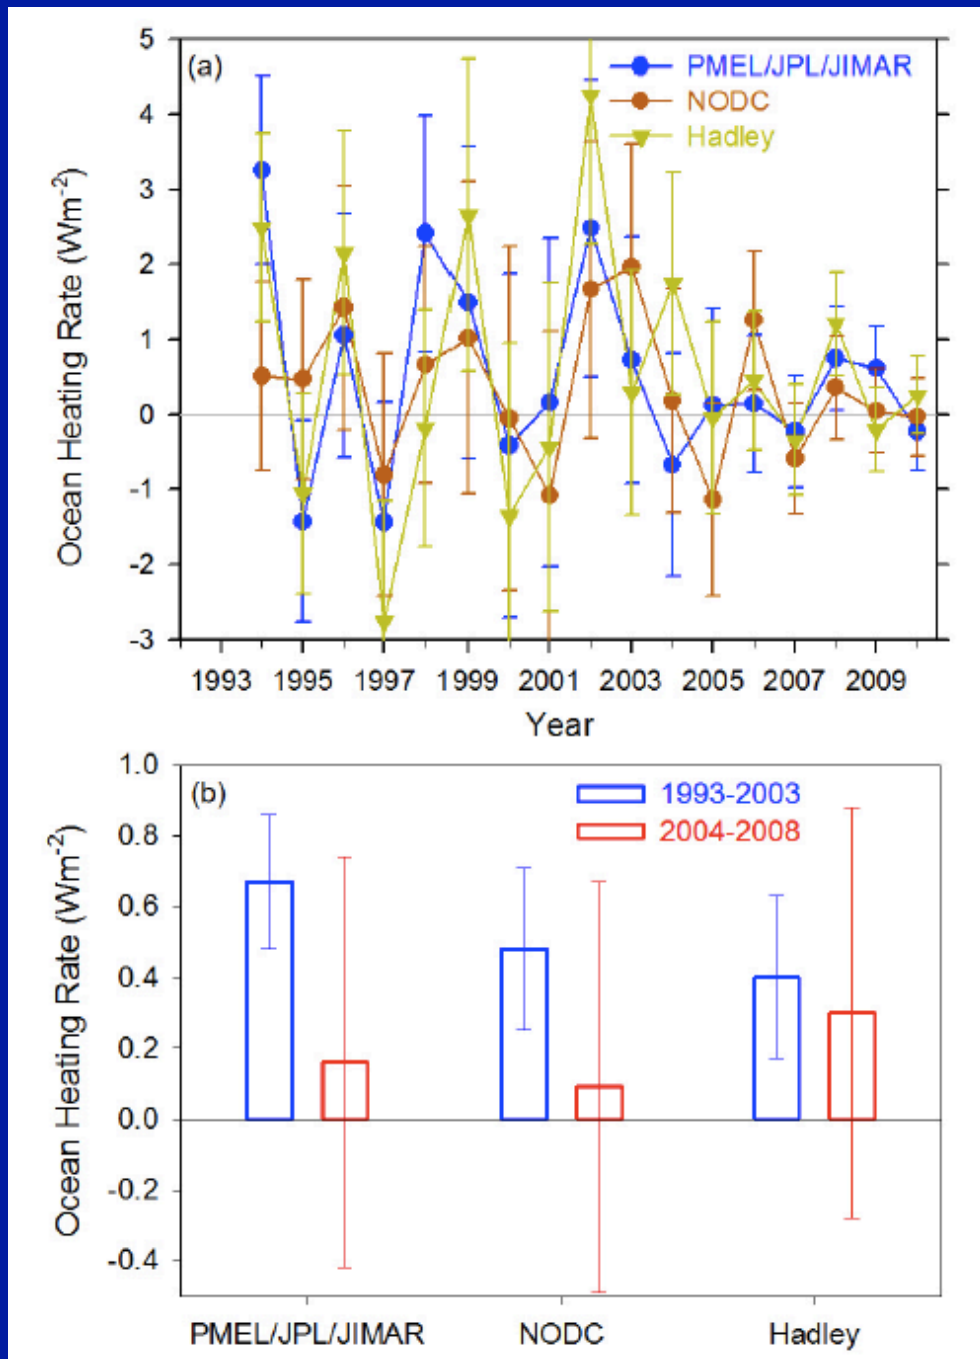 (a)
PMEL/JPL/JIMAR
NODC
Hadley
Ocean Heating Rate (Wm⁻²)
5
4
3
2
1
0
-1
-2
-3
1993 1995 1997 1999 2001 2003 2005 2007 2009
Year
(b)
1993-2003
2004-2008
Ocean Heating Rate (Wm⁻²)
1.0
0.8
0.6
0.4
0.2
0.0
-0.2
-0.4
PMEL/JPL/JIMAR NODC Hadley